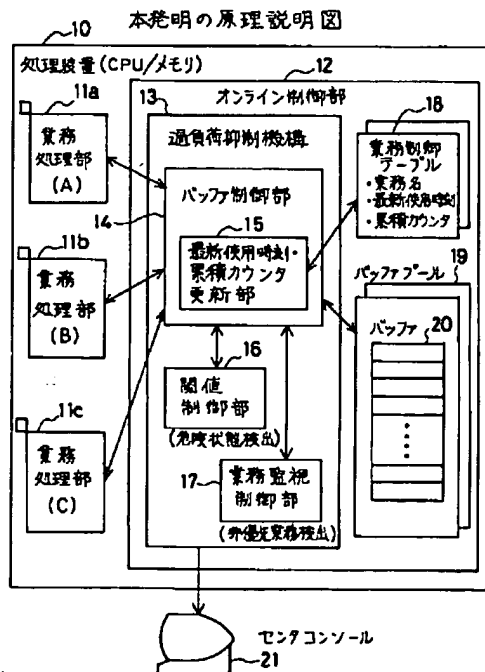 本発明の原理説明図
10
処理装置(CPU/メモリ)
12
オンライン制御部
11a
業務
処理部
(A)
11b
業務
処理部
(B)
11c
業務
処理部
(C)
13
過負荷抑制機構
14
バッファ制御部
15
最新使用時刻・
累積カウンタ
更新部
16
閾値
制御部
(危険状態検出)
17
業務監視
制御部
(非優先業務検出)
18
業務制御
テーブル
・業務名
・最新使用時刻
・累積カウンタ
バッファプール
19
バッファ
20
センタコンソール
21